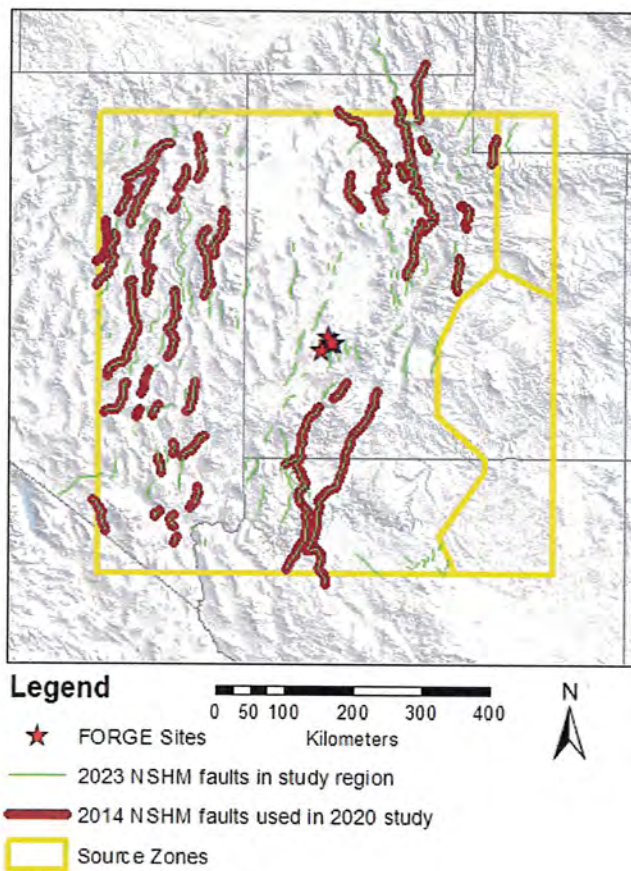 Legend
N
0 50 100 200 300 400
Kilometers
FORGE Sites
2023 NSHM faults in study region
2014 NSHM faults used in 2020 study
Source Zones